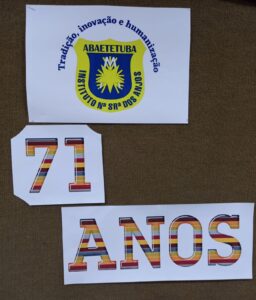 Tradição, inovação e humanização
ABAETETUBA
INSTITUTO Nª SRª DOS ANJOS
71
ANOS